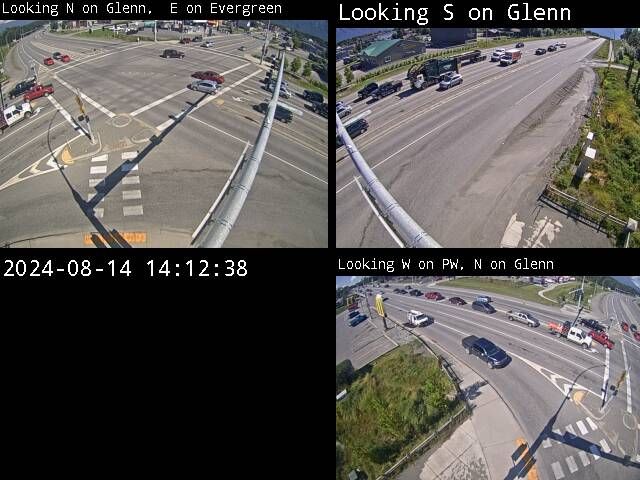 Looking N on Glenn,  E on Evergreen
Looking S on Glenn
2024-08-14 14:12:38
Looking W on PW, N on Glenn